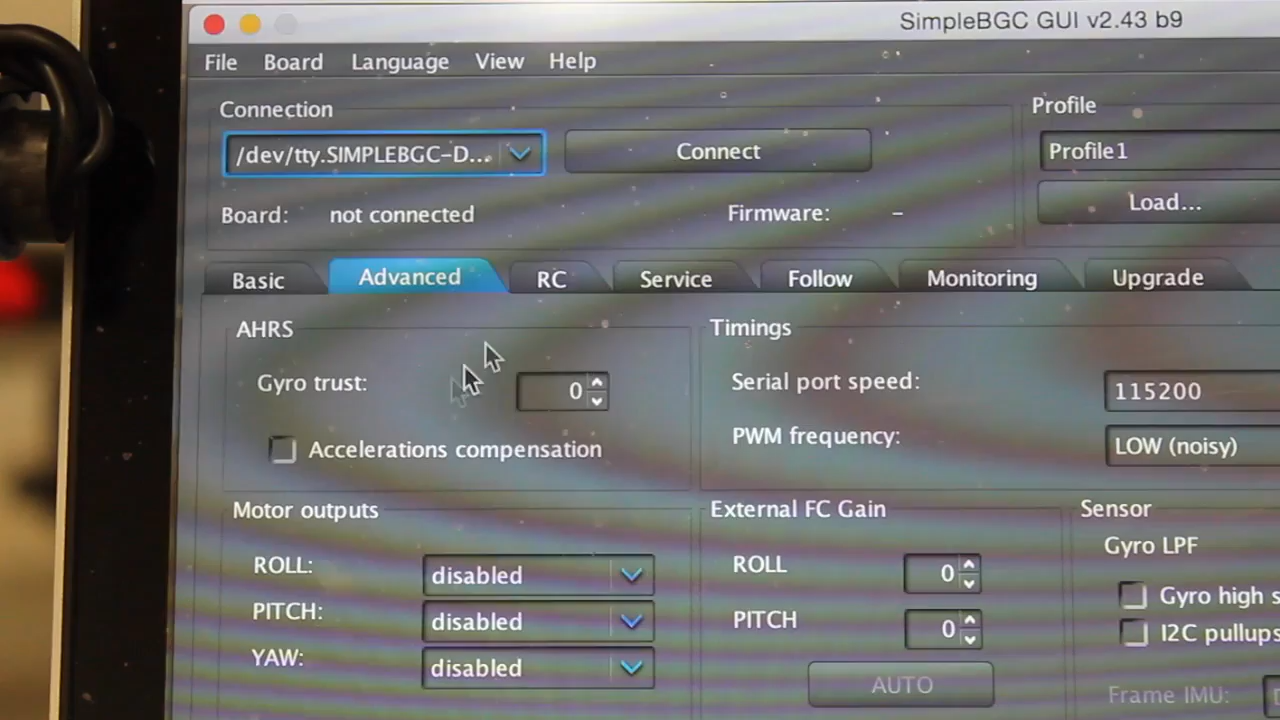 SimpleBGC GUI v2.43 b9
File Board Language View Help
Connection
Profile
/dev/tty.SIMPLEBGC-D...
Connect
Profile1
Board: not connected
Firmware: –
Load...
Basic Advanced RC Service Follow Monitoring Upgrade
AHRS
Timings
Gyro trust: 0
Serial port speed: 115200
Accelerations compensation
PWM frequency: LOW (noisy)
Motor outputs
External FC Gain
Sensor
Gyro LPF
ROLL: disabled
ROLL 0
Gyro high s
PITCH: disabled
PITCH 0
I2C pullups
YAW: disabled
AUTO
Frame IMU: